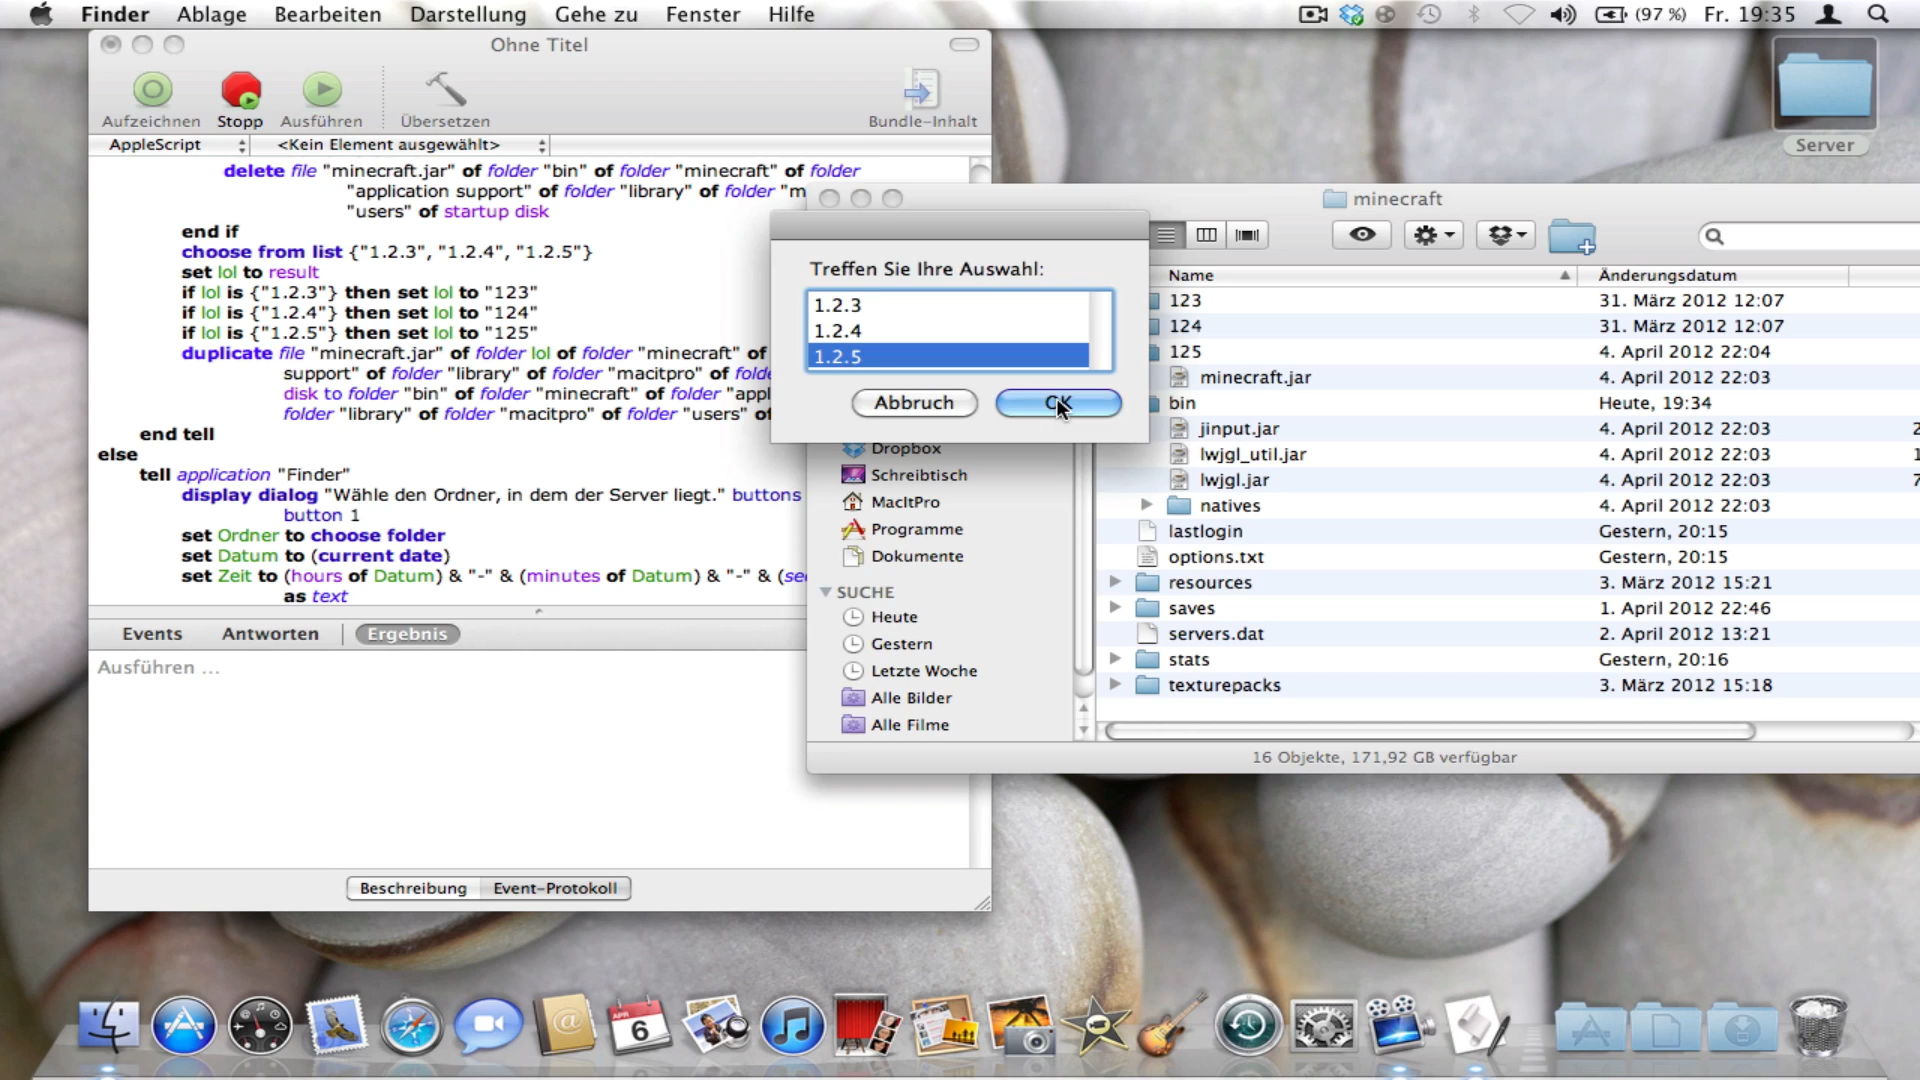 Finder Ablage Bearbeiten Darstellung Gehe zu Fenster Hilfe (97 %) Fr. 19:35
Ohne Titel
Aufzeichnen Stopp Ausführen Übersetzen Bundle-Inhalt
AppleScript <Kein Element ausgewählt>
delete file "minecraft.jar" of folder "bin" of folder "minecraft" of folder
"application support" of folder "library" of folder "m
"users" of startup disk
end if
choose from list {"1.2.3", "1.2.4", "1.2.5"}
set lol to result
if lol is {"1.2.3"} then set lol to "123"
if lol is {"1.2.4"} then set lol to "124"
if lol is {"1.2.5"} then set lol to "125"
duplicate file "minecraft.jar" of folder lol of folder "minecraft" of
support" of folder "library" of folder "macitpro" of folde
disk to folder "bin" of folder "minecraft" of folder "appl
folder "library" of folder "macitpro" of folder "users" of
end tell
else
tell application "Finder"
display dialog "Wähle den Ordner, in dem der Server liegt." buttons
button 1
set Ordner to choose folder
set Datum to (current date)
set Zeit to (hours of Datum) & "-" & (minutes of Datum) & "-" & (sec
as text
Events Antworten Ergebnis
Ausführen ...
Beschreibung Event-Protokoll
Treffen Sie Ihre Auswahl:
1.2.3
1.2.4
1.2.5
Abbruch OK
minecraft
Name Änderungsdatum
123 31. März 2012 12:07
124 31. März 2012 12:07
125 4. April 2012 22:04
minecraft.jar 4. April 2012 22:03
bin Heute, 19:34
jinput.jar 4. April 2012 22:03 2
lwjgl_util.jar 4. April 2012 22:03 1
lwjgl.jar 4. April 2012 22:03 7
natives 4. April 2012 22:03
lastlogin Gestern, 20:15
options.txt Gestern, 20:15
resources 3. März 2012 15:21
saves 1. April 2012 22:46
servers.dat 2. April 2012 13:21
stats Gestern, 20:16
texturepacks 3. März 2012 15:18
16 Objekte, 171,92 GB verfügbar
Dropbox
Schreibtisch
MacItPro
Programme
Dokumente
SUCHE
Heute
Gestern
Letzte Woche
Alle Bilder
Alle Filme
Server
APR
6